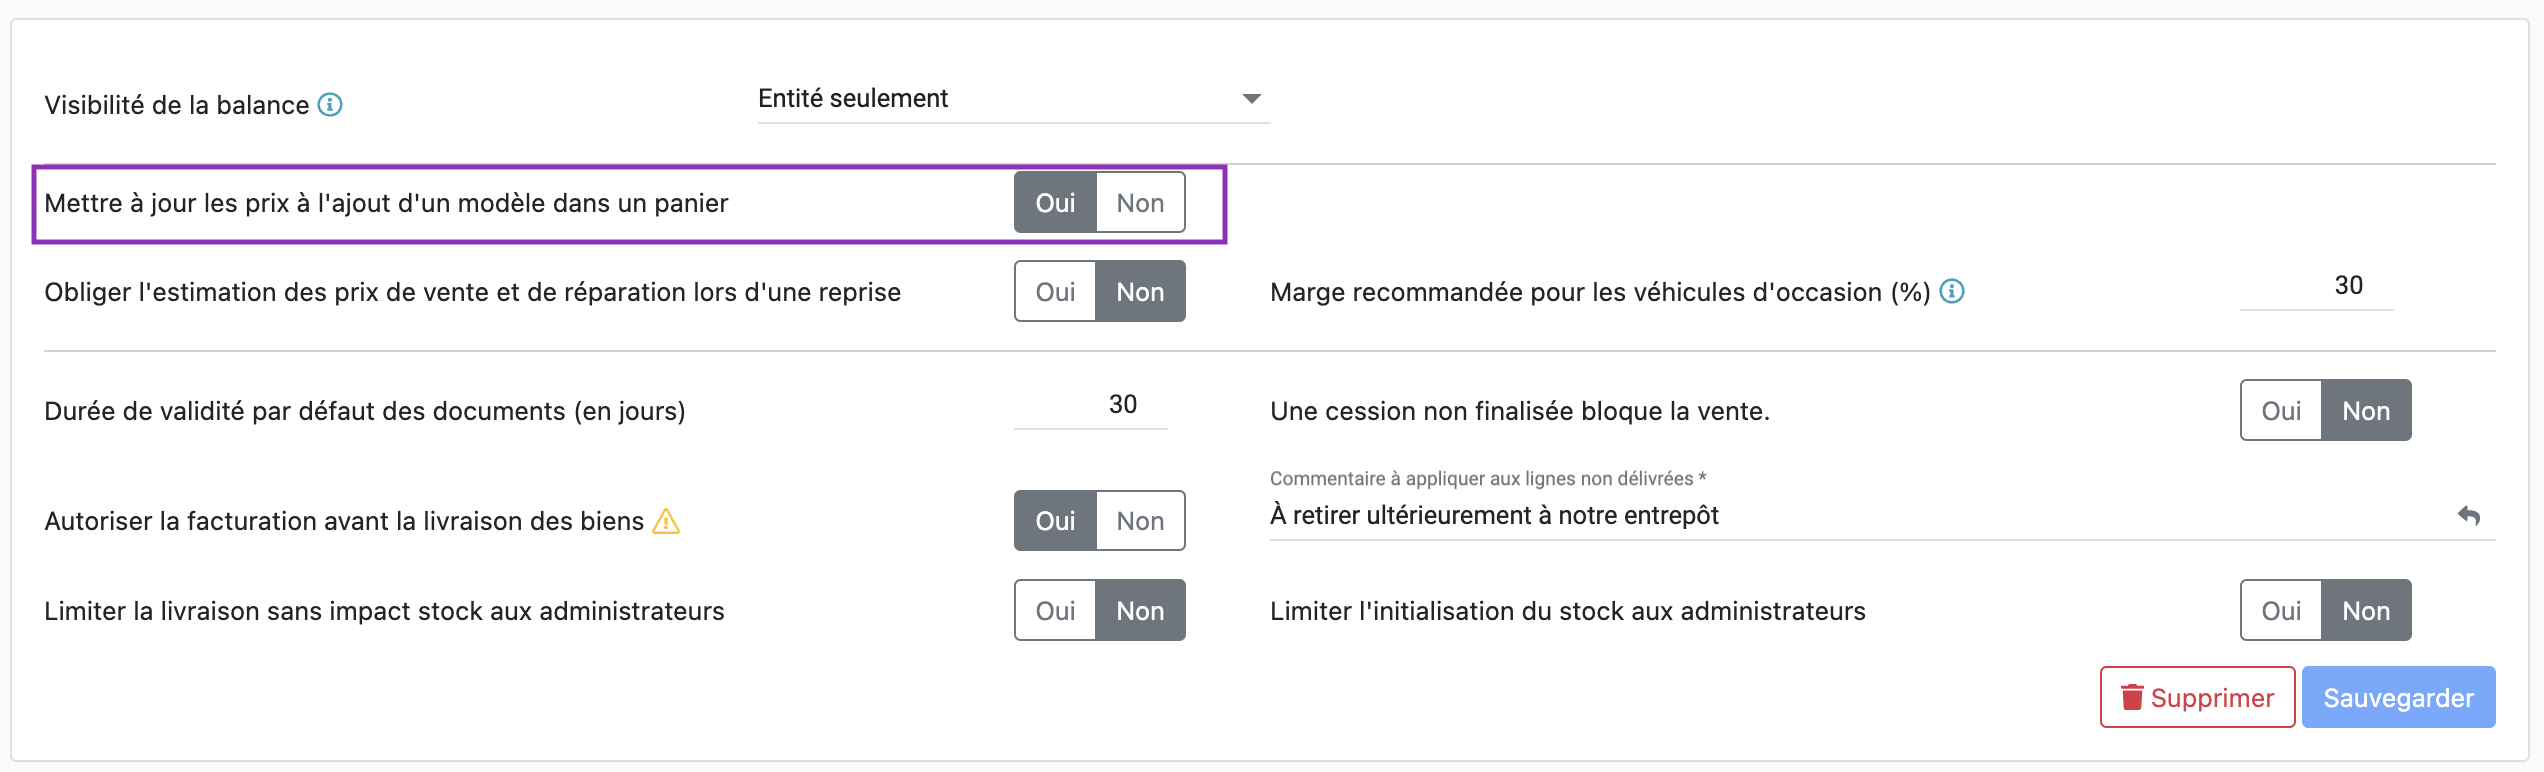 Visibilité de la balance
Entité seulement
Mettre à jour les prix à l'ajout d'un modèle dans un panier
Oui Non
Obliger l'estimation des prix de vente et de réparation lors d'une reprise
Oui Non
Marge recommandée pour les véhicules d'occasion (%)
30
Durée de validité par défaut des documents (en jours)
30
Une cession non finalisée bloque la vente.
Oui Non
Autoriser la facturation avant la livraison des biens
Oui Non
Commentaire à appliquer aux lignes non délivrées *
À retirer ultérieurement à notre entrepôt
Limiter la livraison sans impact stock aux administrateurs
Oui Non
Limiter l'initialisation du stock aux administrateurs
Oui Non
Supprimer
Sauvegarder